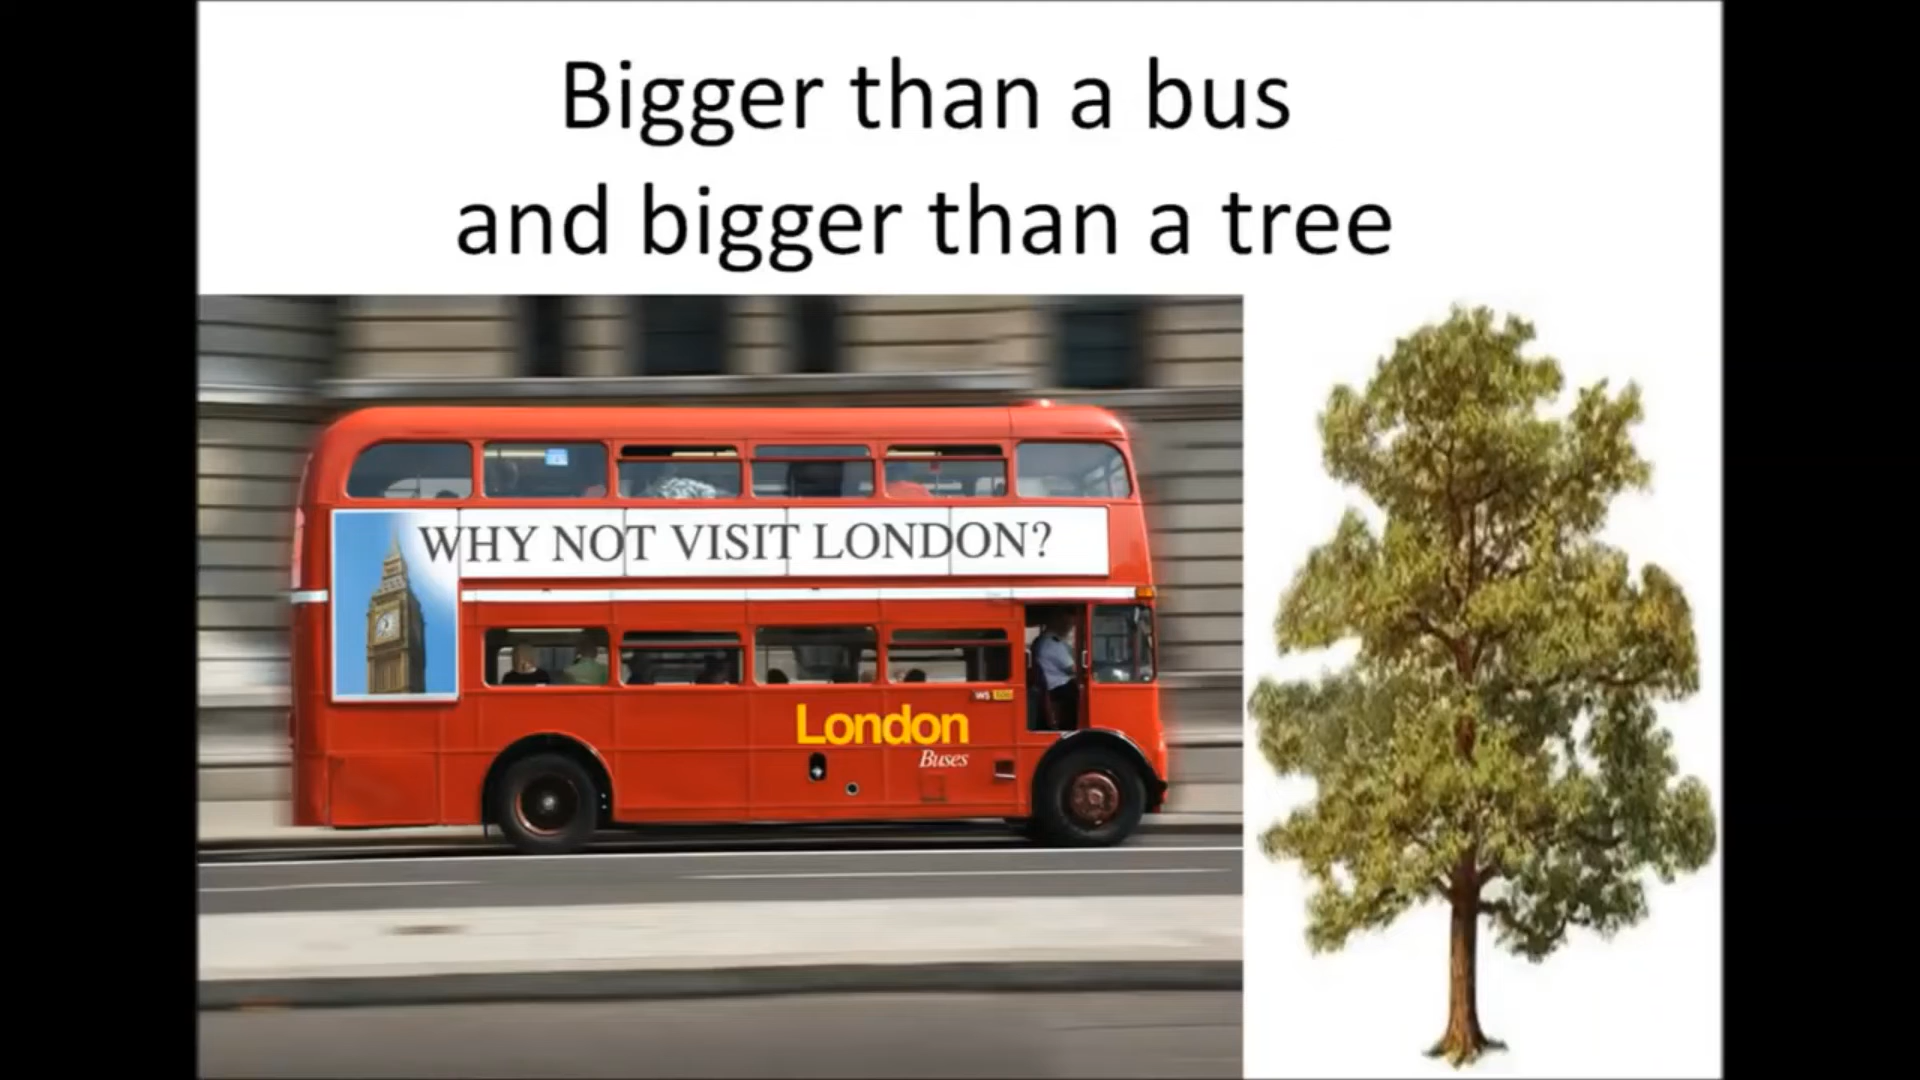 Bigger than a bus
and bigger than a tree
WHY NOT VISIT LONDON?
London
Buses